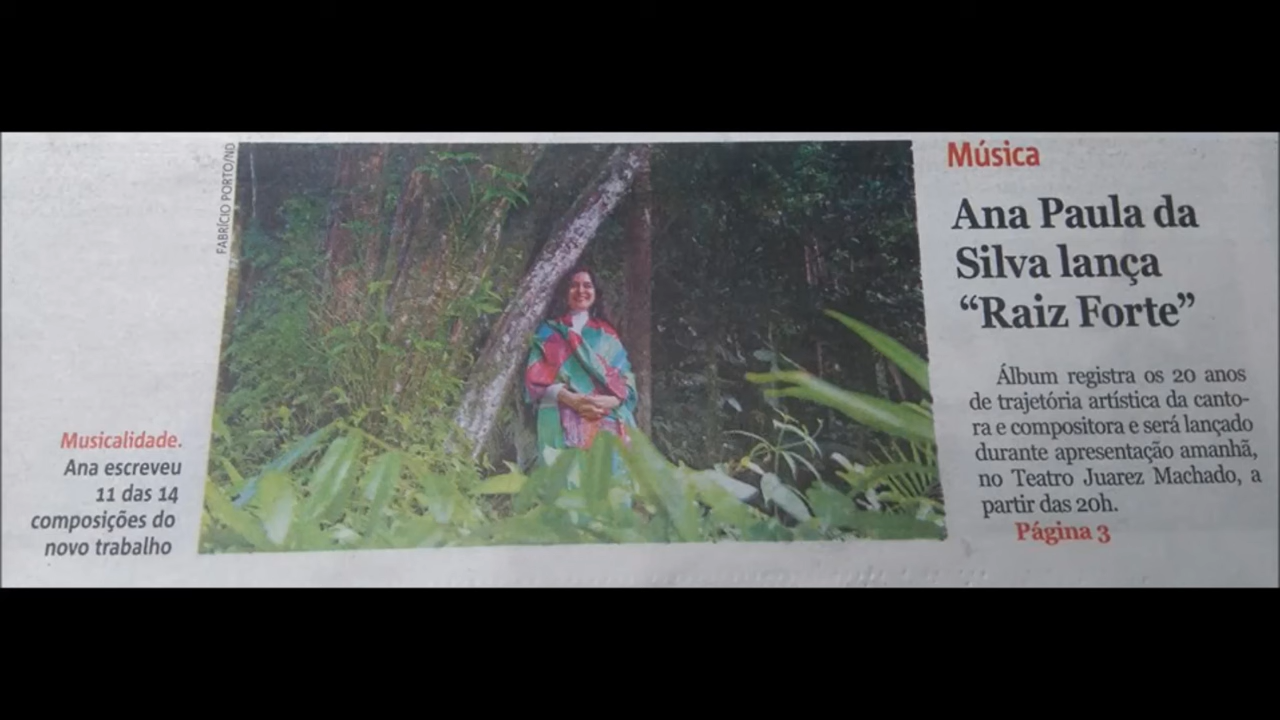 FABRÍCIO PORTO/ND
Musicalidade.
Ana escreveu
11 das 14
composições do
novo trabalho
Música
Ana Paula da
Silva lança
“Raiz Forte”
Álbum registra os 20 anos
de trajetória artística da canto-
ra e compositora e será lançado
durante apresentação amanhã,
no Teatro Juarez Machado, a
partir das 20h.
Página 3